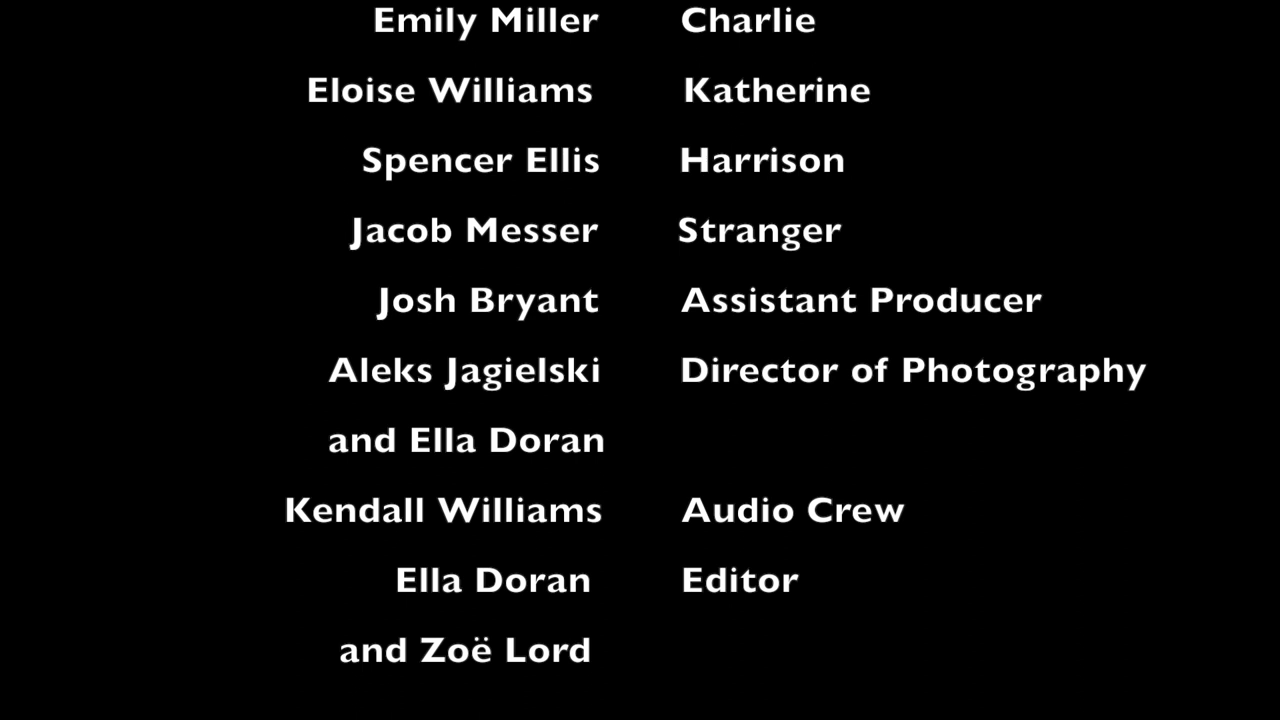 Emily Miller Charlie
Eloise Williams Katherine
Spencer Ellis Harrison
Jacob Messer Stranger
Josh Bryant Assistant Producer
Aleks Jagielski Director of Photography
and Ella Doran
Kendall Williams Audio Crew
Ella Doran Editor
and Zoë Lord